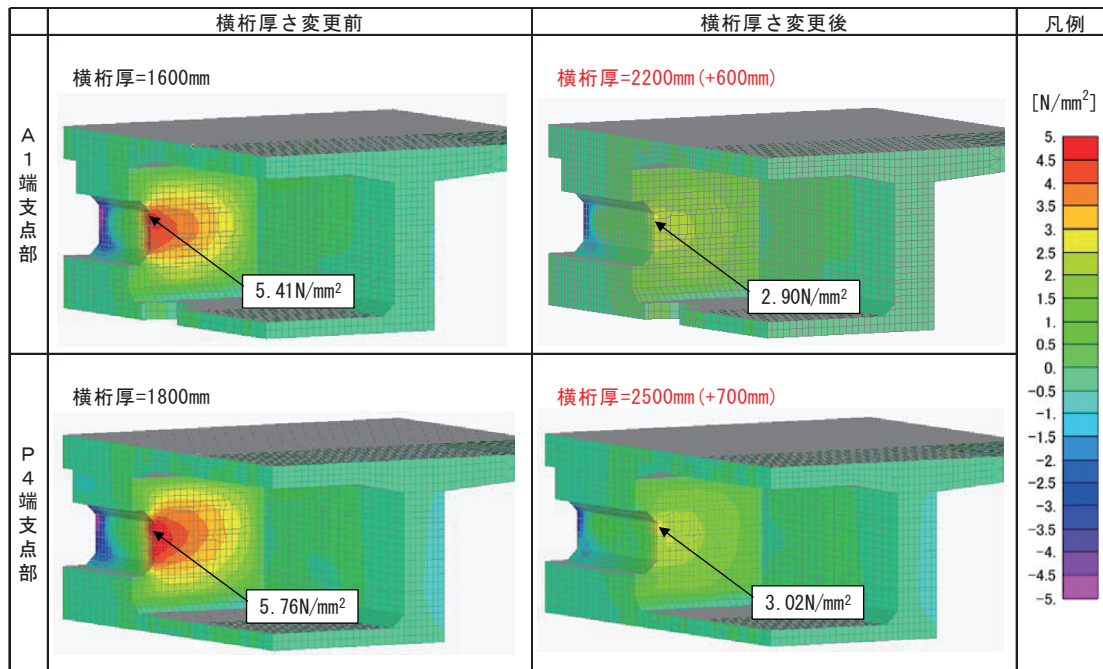 横桁厚さ変更前
横桁厚さ変更後
凡例
A1端支点部
横桁厚=1600mm
5.41N/mm²
横桁厚=2200mm(+600mm)
2.90N/mm²
P4端支点部
横桁厚=1800mm
5.76N/mm²
横桁厚=2500mm(+700mm)
3.02N/mm²
[N/mm²]
5.
4.5
4.
3.5
3.
2.5
2.
1.5
1.
0.5
0.
-0.5
-1.
-1.5
-2.
-2.5
-3.
-3.5
-4.
-4.5
-5.